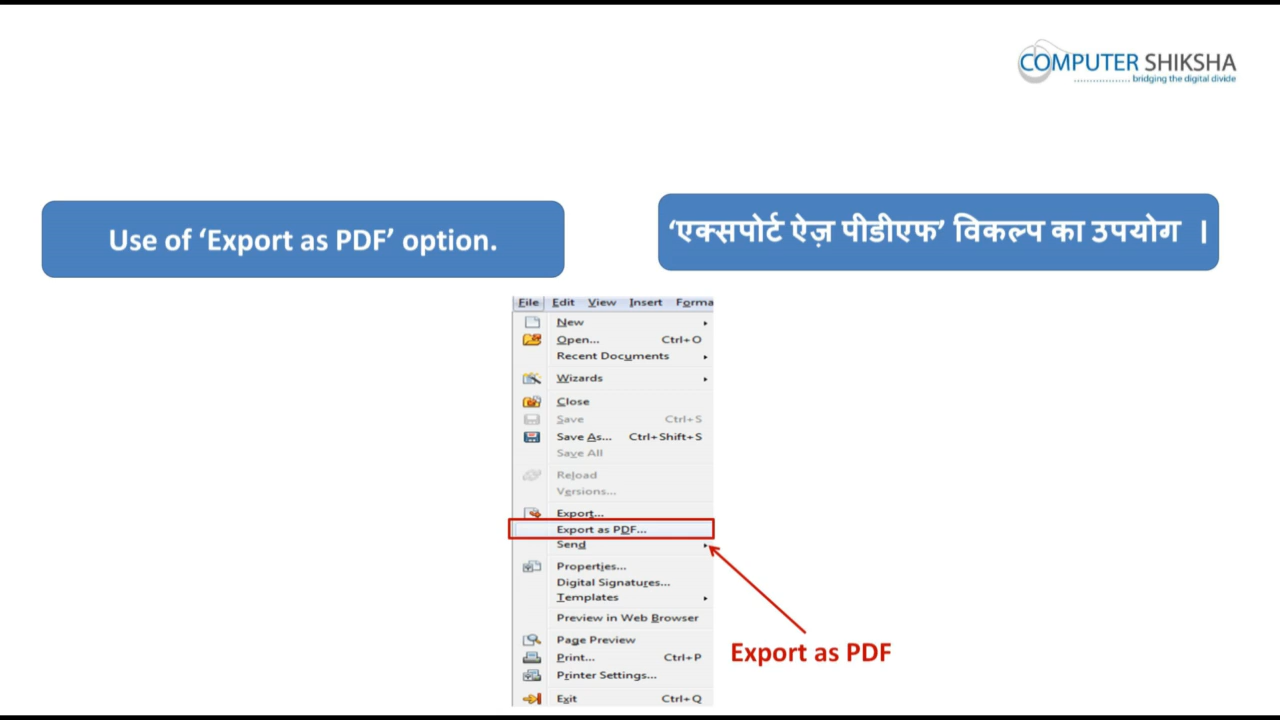 COMPUTER SHIKSHA
.................. bridging the digital divide
Use of ‘Export as PDF’ option.
‘एक्सपोर्ट ऐज़ पीडीएफ’ विकल्प का उपयोग ।
File Edit View Insert Forma
New
Open... Ctrl+O
Recent Documents
Wizards
Close
Save Ctrl+S
Save As... Ctrl+Shift+S
Save All
Reload
Versions...
Export...
Export as PDF...
Send
Properties...
Digital Signatures...
Templates
Preview in Web Browser
Page Preview
Print... Ctrl+P
Printer Settings...
Exit Ctrl+Q
Export as PDF